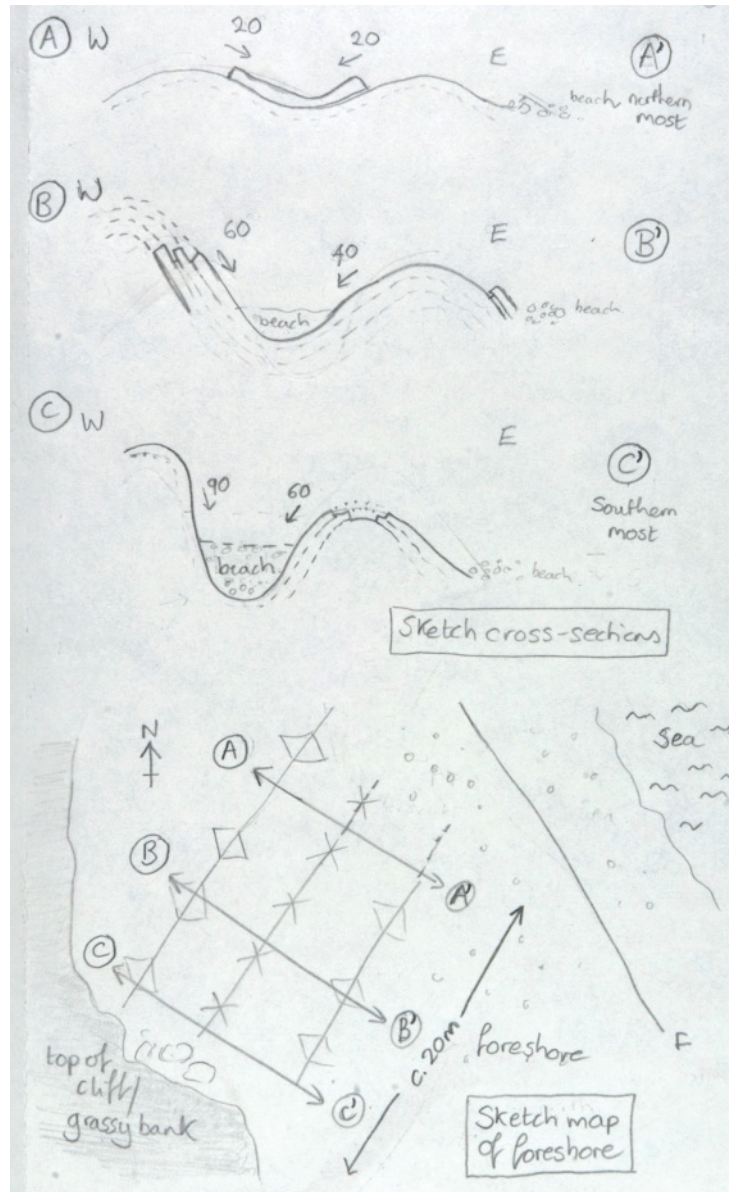 A W 20 20 E A'
beach northern
most
B W 60 40 E B'
beach
beach
C W 90 60 E C'
Southern
most
beach
beach
Sketch cross-sections
N
A
Sea
B
A'
C
B'
F
c. 20m
foreshore
C'
top of
cliff/
grassy bank
Sketch map
of foreshore